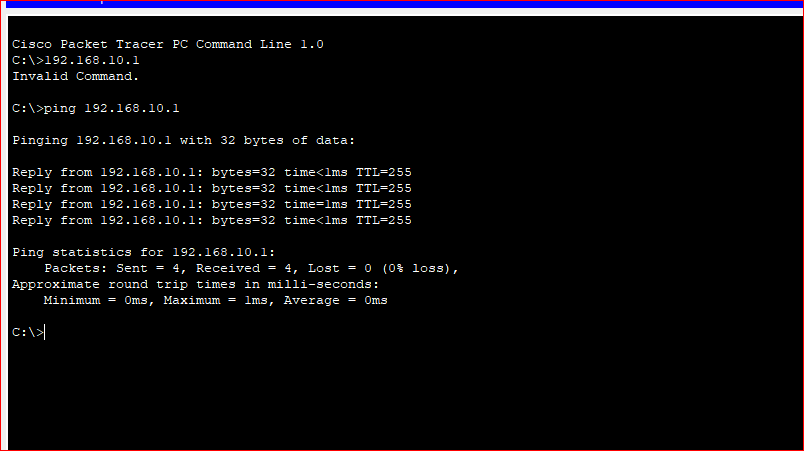 Cisco Packet Tracer PC Command Line 1.0
C:\>192.168.10.1
Invalid Command.
C:\>ping 192.168.10.1
Pinging 192.168.10.1 with 32 bytes of data:
Reply from 192.168.10.1: bytes=32 time<1ms TTL=255
Reply from 192.168.10.1: bytes=32 time<1ms TTL=255
Reply from 192.168.10.1: bytes=32 time=1ms TTL=255
Reply from 192.168.10.1: bytes=32 time<1ms TTL=255
Ping statistics for 192.168.10.1:
    Packets: Sent = 4, Received = 4, Lost = 0 (0% loss),
Approximate round trip times in milli-seconds:
    Minimum = 0ms, Maximum = 1ms, Average = 0ms
C:\>